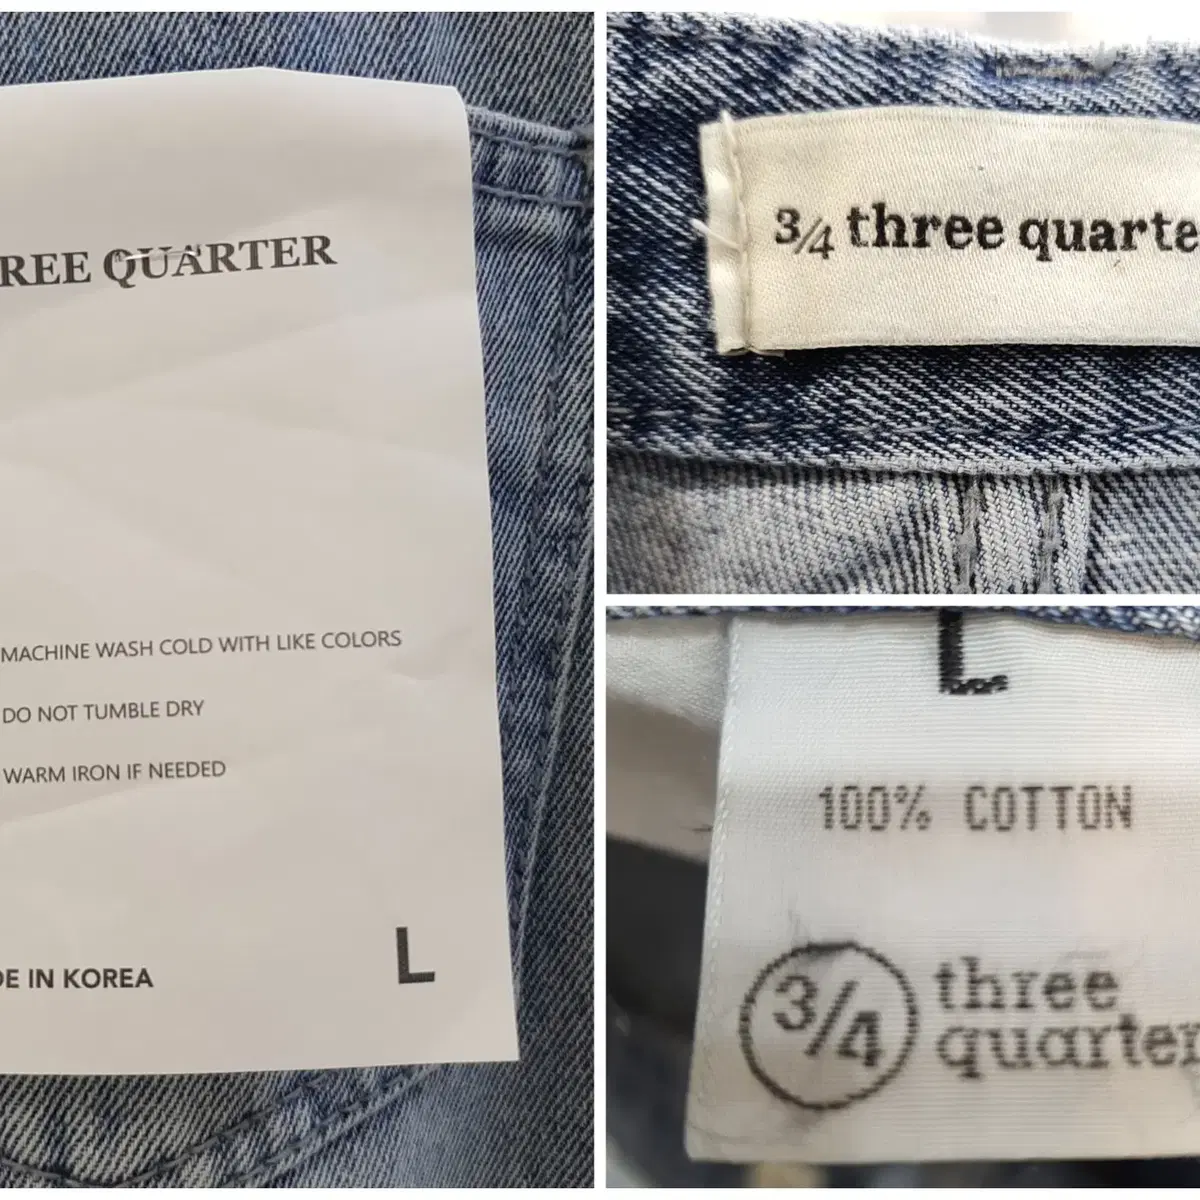 REE QUARTER
MACHINE WASH COLD WITH LIKE COLORS
DO NOT TUMBLE DRY
WARM IRON IF NEEDED
DE IN KOREA
L
3/4 three quarte
L
100% COTTON
3/4 three
quarter